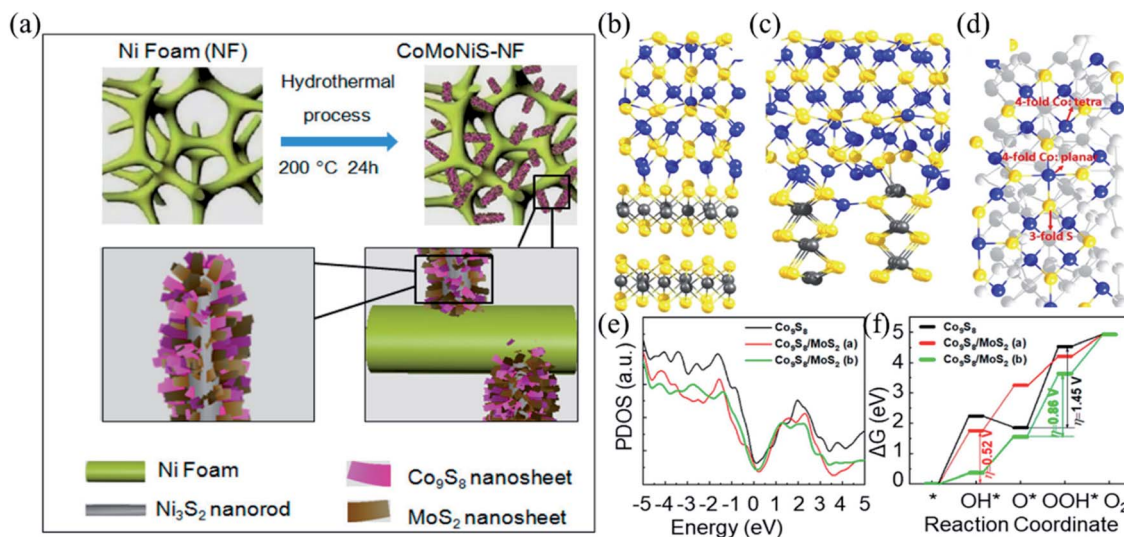 (a)
Ni Foam (NF)
CoMoNiS-NF
Hydrothermal
process
200 °C 24h
Ni Foam
Ni₃S₂ nanorod
Co₉S₈ nanosheet
MoS₂ nanosheet
(b)
(c)
(d)
4-fold Co: tetra
4-fold Co: planar
3-fold S
(e)
Co₉S₈
Co₉S₈/MoS₂ (a)
Co₉S₈/MoS₂ (b)
PDOS (a.u.)
-5 -4 -3 -2 -1 0 1 2 3 4 5
Energy (eV)
(f)
Co₉S₈
Co₉S₈/MoS₂ (a)
Co₉S₈/MoS₂ (b)
ΔG (eV)
5
4
3
2
1
0
η=0.52 V
η=0.86 V
η=1.45 V
* OH* O* OOH* O₂
Reaction Coordinate